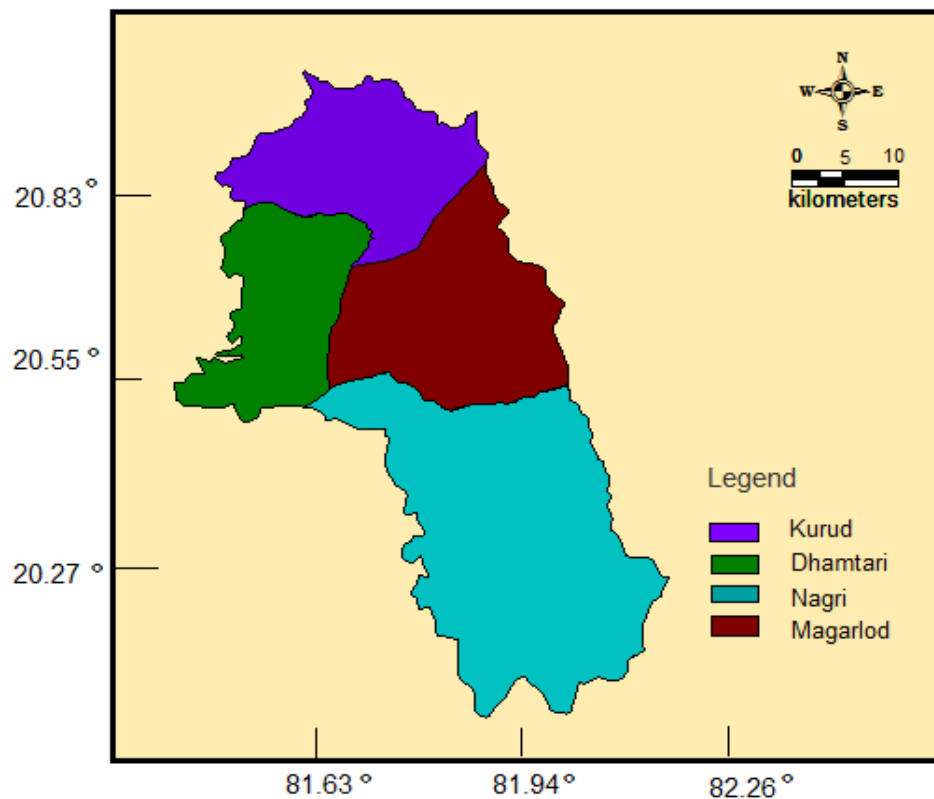 N
W E
S
0 5 10
kilometers
20.83 °
20.55 °
20.27 °
Legend
Kurud
Dhamtari
Nagri
Magarlod
81.63 ° 81.94 ° 82.26 °